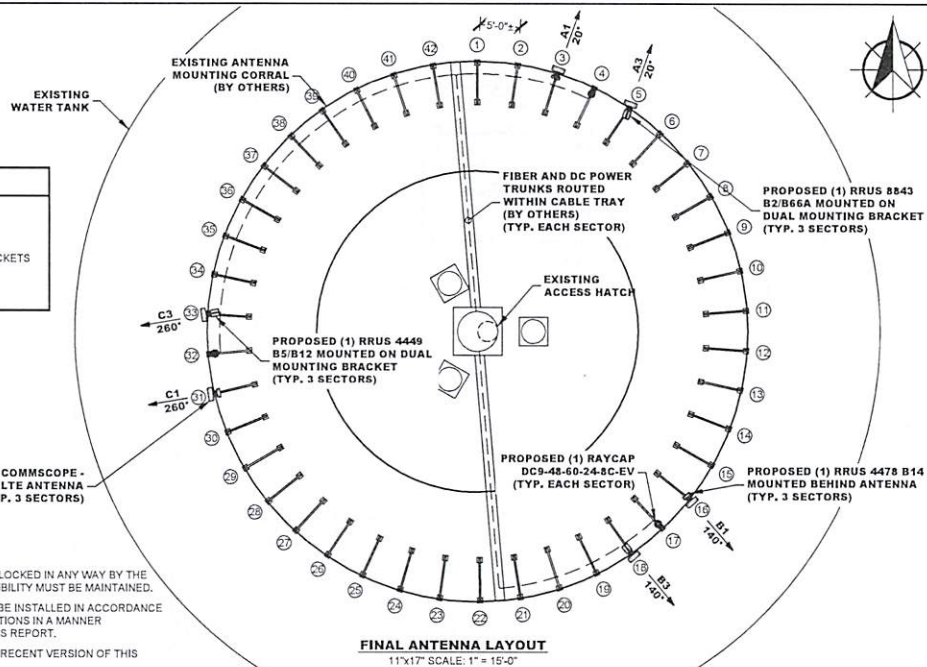 5'-0"±
A1
20°
A3
20°
EXISTING ANTENNA
MOUNTING CORRAL
(BY OTHERS)
EXISTING
WATER TANK
CKETS
FIBER AND DC POWER
TRUNKS ROUTED
WITHIN CABLE TRAY
(BY OTHERS)
(TYP. EACH SECTOR)
PROPOSED (1) RRUS 8843
B2/B66A MOUNTED ON
DUAL MOUNTING BRACKET
(TYP. 3 SECTORS)
EXISTING
ACCESS HATCH
C3
260°
PROPOSED (1) RRUS 4449
B5/B12 MOUNTED ON DUAL
MOUNTING BRACKET
(TYP. 3 SECTORS)
C1
260°
COMMSCOPE -
LTE ANTENNA
P. 3 SECTORS)
PROPOSED (1) RAYCAP
DC9-48-60-24-8C-EV
(TYP. EACH SECTOR)
PROPOSED (1) RRUS 4478 B14
MOUNTED BEHIND ANTENNA
(TYP. 3 SECTORS)
B1
140°
B3
140°
1
2
3
4
5
6
7
8
9
10
11
12
13
14
15
16
17
18
19
20
21
22
23
24
25
26
27
28
29
30
31
32
33
34
35
36
37
38
39
40
41
42
LOCKED IN ANY WAY BY THE
IBILITY MUST BE MAINTAINED.
BE INSTALLED IN ACCORDANCE
TIONS IN A MANNER
S REPORT.
RECENT VERSION OF THIS
FINAL ANTENNA LAYOUT
11"x17" SCALE: 1" = 15'-0"